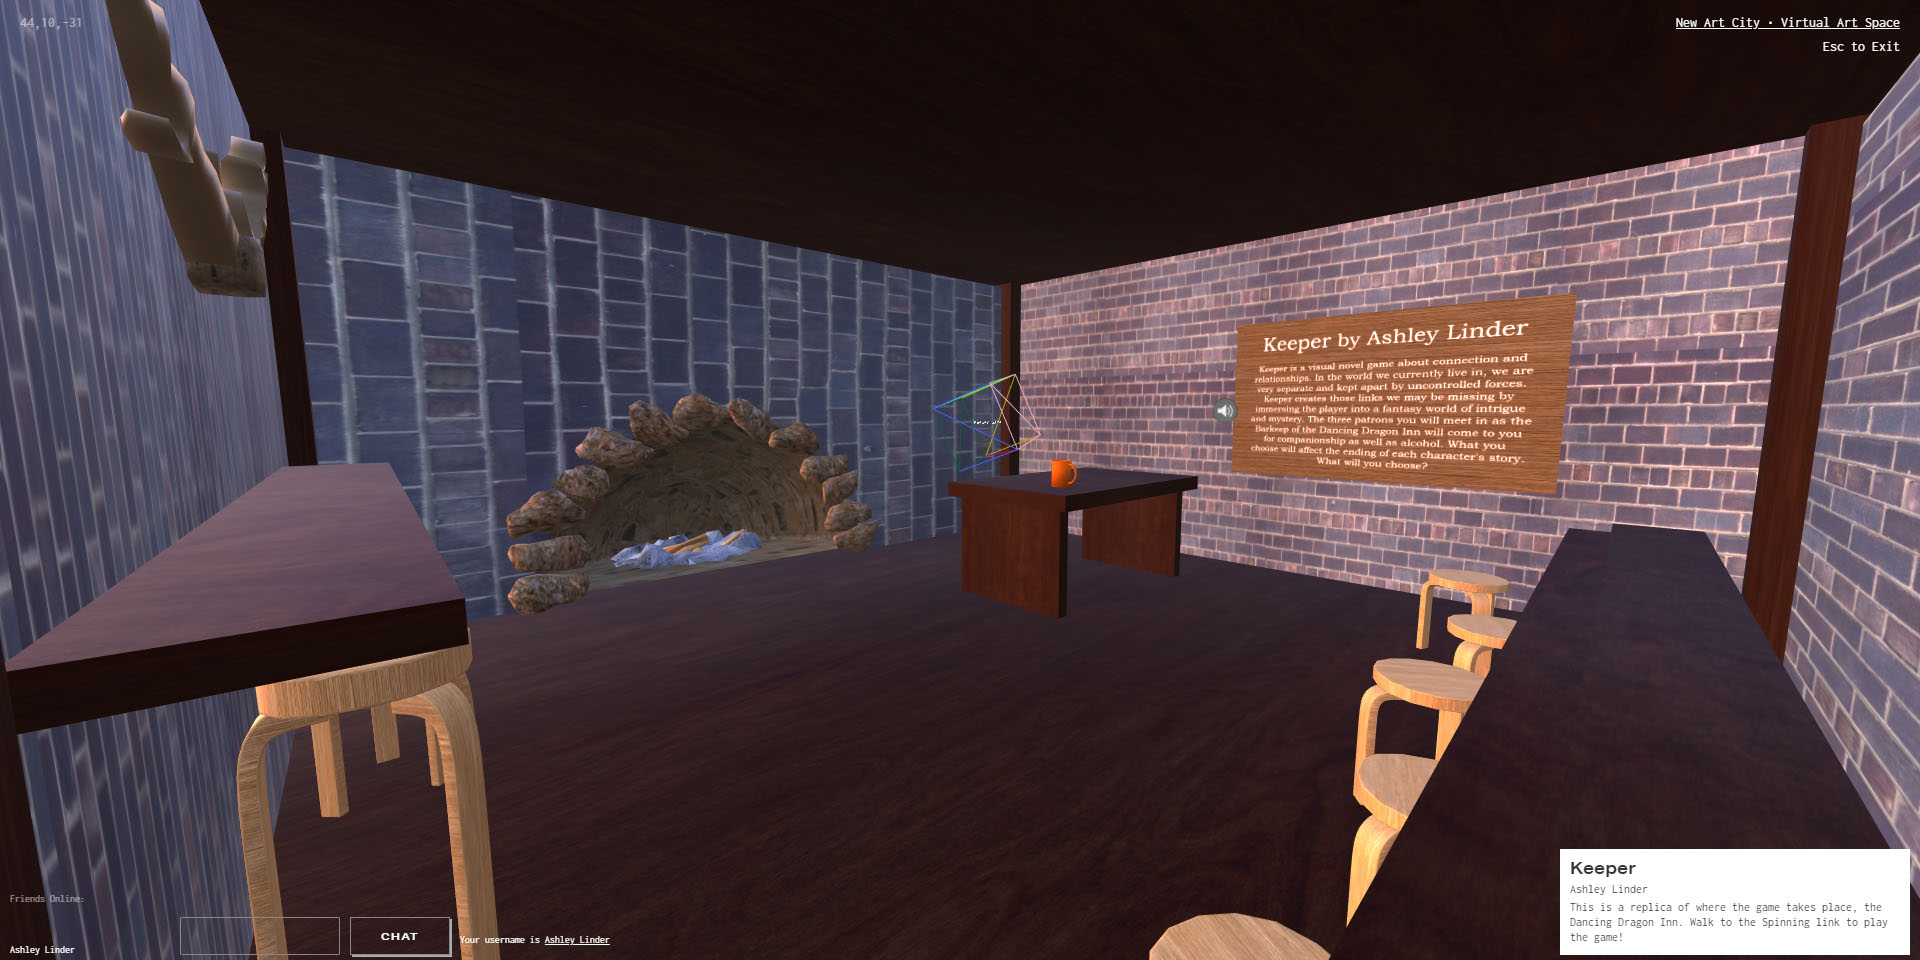 44,10,-31
New Art City · Virtual Art Space
Esc to Exit
Keeper by Ashley Linder
Keeper is a visual novel game about connection and
relationships. In the world we currently live in, we are
very separate and kept apart by uncontrolled forces.
Keeper creates those links we may be missing by
immersing the player into a fantasy world of intrigue
and mystery. The three patrons you will meet in as the
Barkeep of the Dancing Dragon Inn will come to you
for companionship as well as alcohol. What you
choose will affect the ending of each character's story.
What will you choose?
Keeper
Ashley Linder
This is a replica of where the game takes place, the
Dancing Dragon Inn. Walk to the Spinning link to play
the game!
Friends Online:
CHAT
Your username is Ashley Linder
Ashley Linder